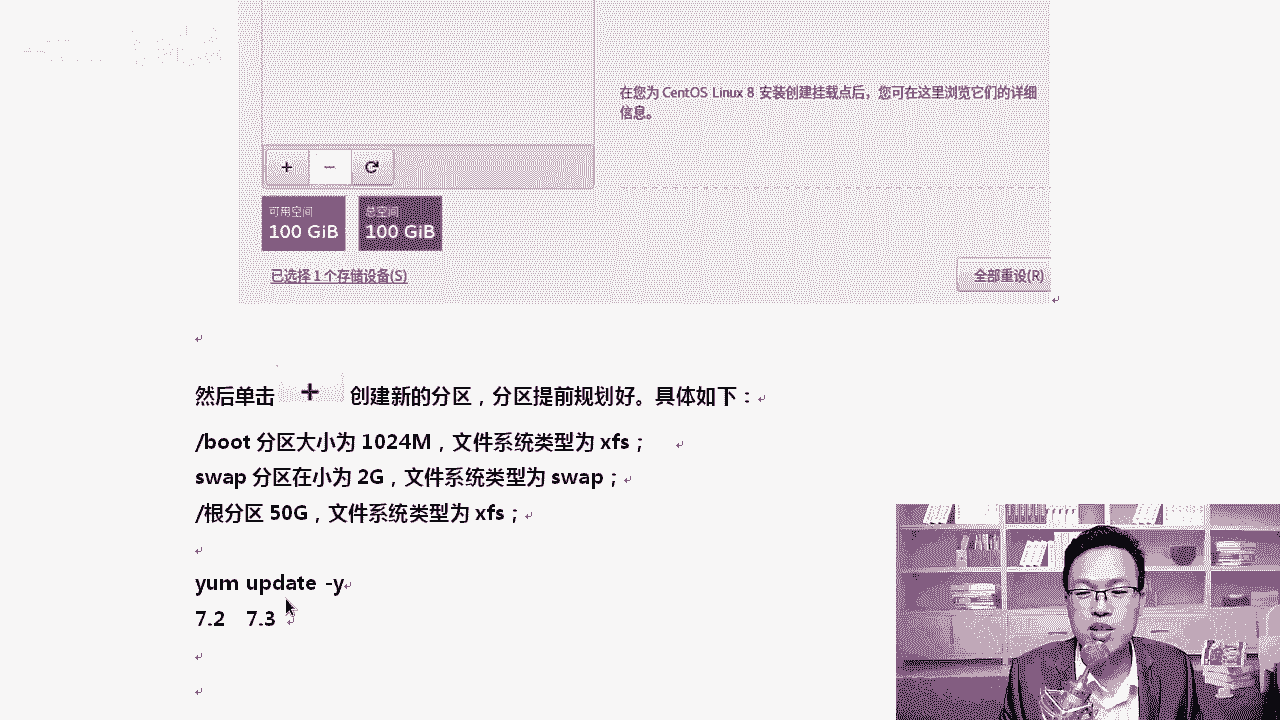 在您为 CentOS Linux 8 安装创建挂载点后，您可在这里浏览它们的详细
信息。
可用空间
100 GiB
总空间
100 GiB
已选择 1 个存储设备(S)
全部重设(R)
然后单击 + 创建新的分区，分区提前规划好。具体如下：
/boot 分区大小为 1024M，文件系统类型为 xfs；
swap 分区在小为 2G，文件系统类型为 swap；
/根分区 50G，文件系统类型为 xfs；
yum update -y
7.2 7.3